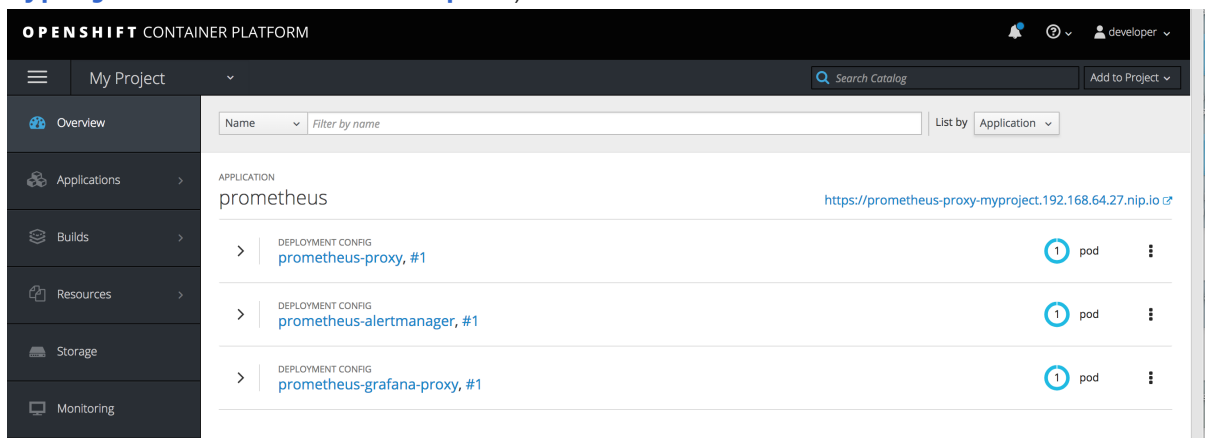 OPENSHIFT CONTAINER PLATFORM
developer
My Project
Search Catalog
Add to Project
Overview
Name
Filter by name
List by
Application
Applications
APPLICATION
prometheus
https://prometheus-proxy-myproject.192.168.64.27.nip.io
Builds
DEPLOYMENT CONFIG
prometheus-proxy, #1
1 pod
Resources
DEPLOYMENT CONFIG
prometheus-alertmanager, #1
1 pod
Storage
DEPLOYMENT CONFIG
prometheus-grafana-proxy, #1
1 pod
Monitoring